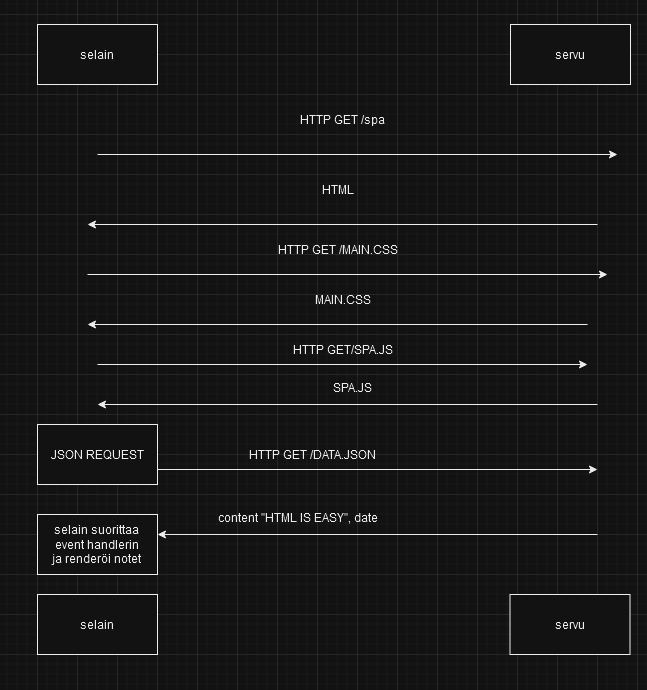 selain
servu
HTTP GET /spa
HTML
HTTP GET /MAIN.CSS
MAIN.CSS
HTTP GET/SPA.JS
SPA.JS
JSON REQUEST
HTTP GET /DATA.JSON
content "HTML IS EASY", date
selain suorittaa
event handlerin
ja renderöi notet
selain
servu